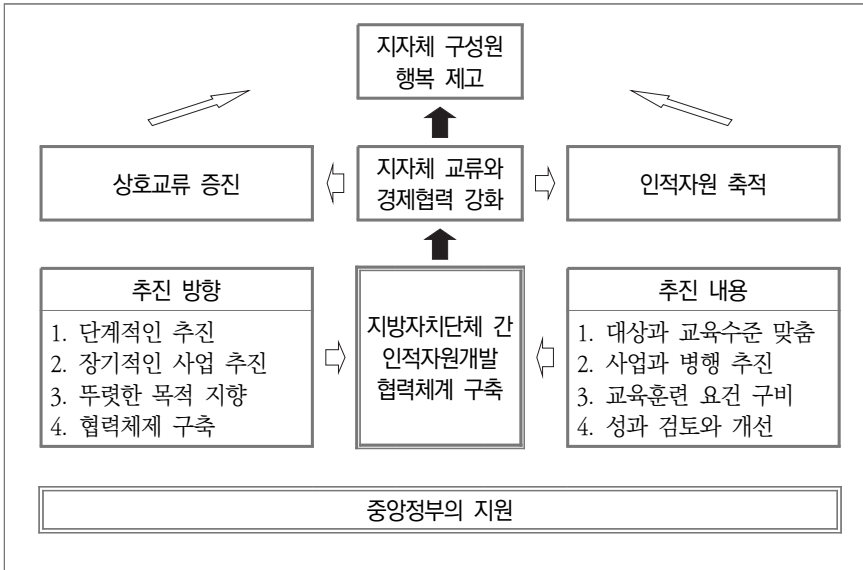 지자체 구성원
행복 제고
상호교류 증진
지자체 교류와
경제협력 강화
인적자원 축적
추진 방향
1. 단계적인 추진
2. 장기적인 사업 추진
3. 뚜렷한 목적 지향
4. 협력체제 구축
지방자치단체 간
인적자원개발
협력체계 구축
추진 내용
1. 대상과 교육수준 맞춤
2. 사업과 병행 추진
3. 교육훈련 요건 구비
4. 성과 검토와 개선
중앙정부의 지원